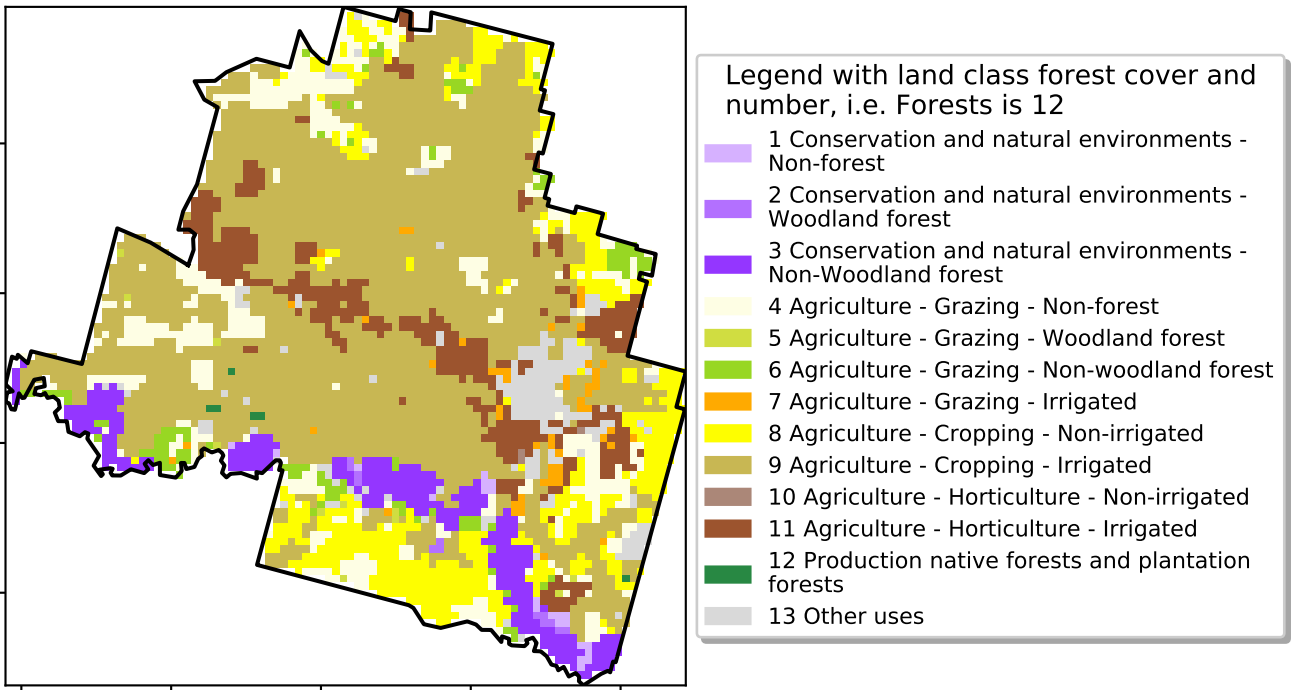 Legend with land class forest cover and
number, i.e. Forests is 12
1 Conservation and natural environments -
Non-forest
2 Conservation and natural environments -
Woodland forest
3 Conservation and natural environments -
Non-Woodland forest
4 Agriculture - Grazing - Non-forest
5 Agriculture - Grazing - Woodland forest
6 Agriculture - Grazing - Non-woodland forest
7 Agriculture - Grazing - Irrigated
8 Agriculture - Cropping - Non-irrigated
9 Agriculture - Cropping - Irrigated
10 Agriculture - Horticulture - Non-irrigated
11 Agriculture - Horticulture - Irrigated
12 Production native forests and plantation
forests
13 Other uses